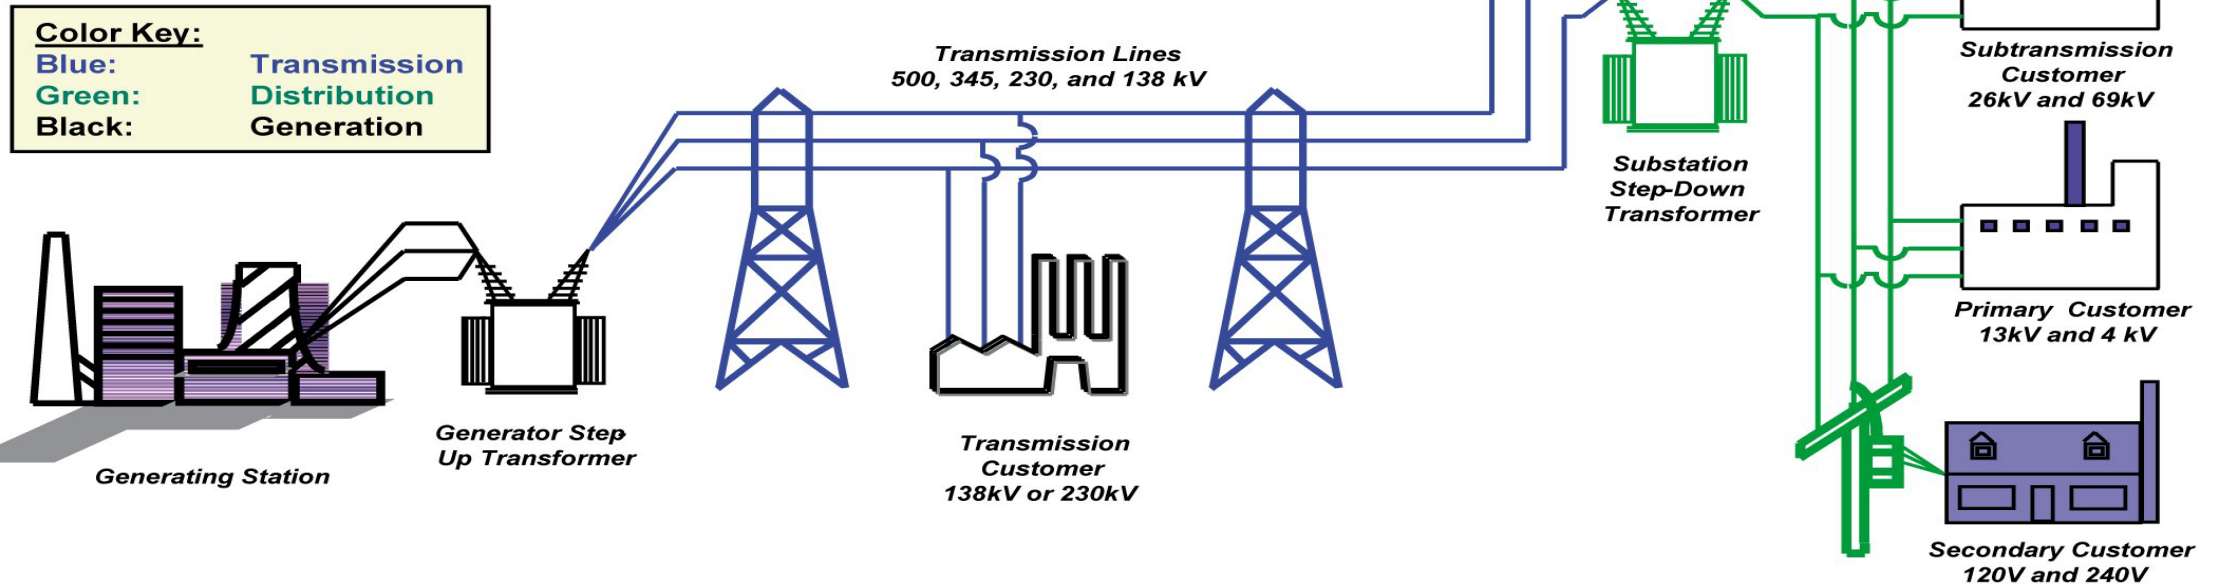 Color Key:
Blue: Transmission
Green: Distribution
Black: Generation
Transmission Lines
500, 345, 230, and 138 kV
Subtransmission
Customer
26kV and 69kV
Substation
Step-Down
Transformer
Primary Customer
13kV and 4 kV
Generating Station
Generator Step-
Up Transformer
Transmission
Customer
138kV or 230kV
Secondary Customer
120V and 240V